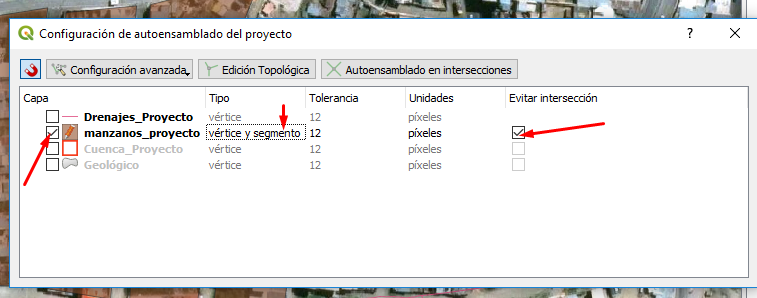 Configuración de autoensamblado del proyecto
Configuración avanzada Edición Topológica Autoensamblado en intersecciones
Capa Tipo Tolerancia Unidades Evitar intersección
Drenajes_Proyecto vértice 12 píxeles
manzanos_proyecto vértice y segmento 12 píxeles
Cuenca_Proyecto vértice 12 píxeles
Geológico vértice 12 píxeles